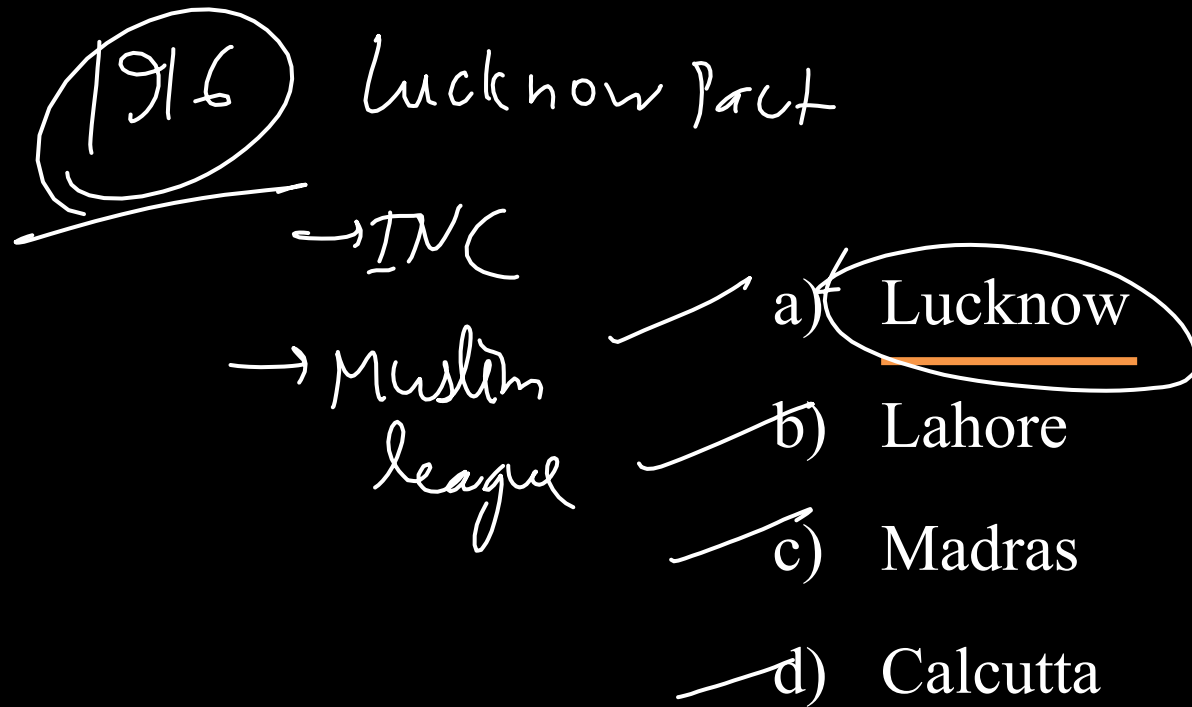 1916 Lucknow Pact
→ INC
→ Muslim
league
a) Lucknow
b) Lahore
c) Madras
d) Calcutta